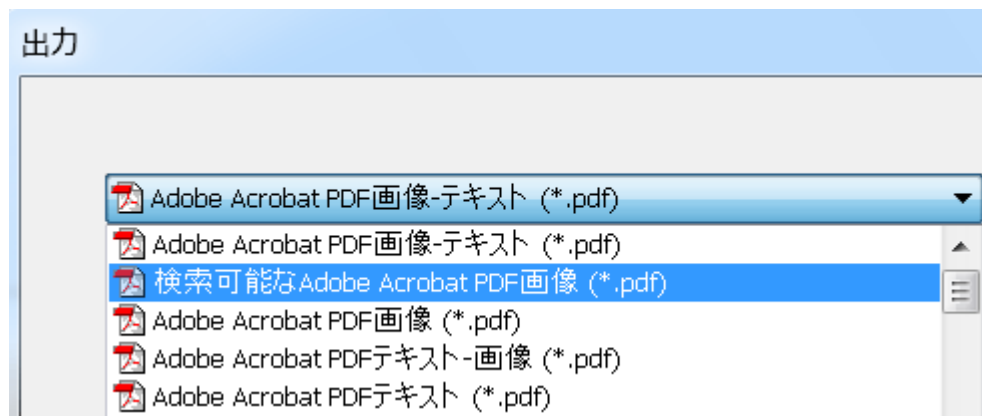 出力
Adobe Acrobat PDF画像-テキスト (*.pdf)
Adobe Acrobat PDF画像-テキスト (*.pdf)
検索可能なAdobe Acrobat PDF画像 (*.pdf)
Adobe Acrobat PDF画像 (*.pdf)
Adobe Acrobat PDFテキスト-画像 (*.pdf)
Adobe Acrobat PDFテキスト (*.pdf)